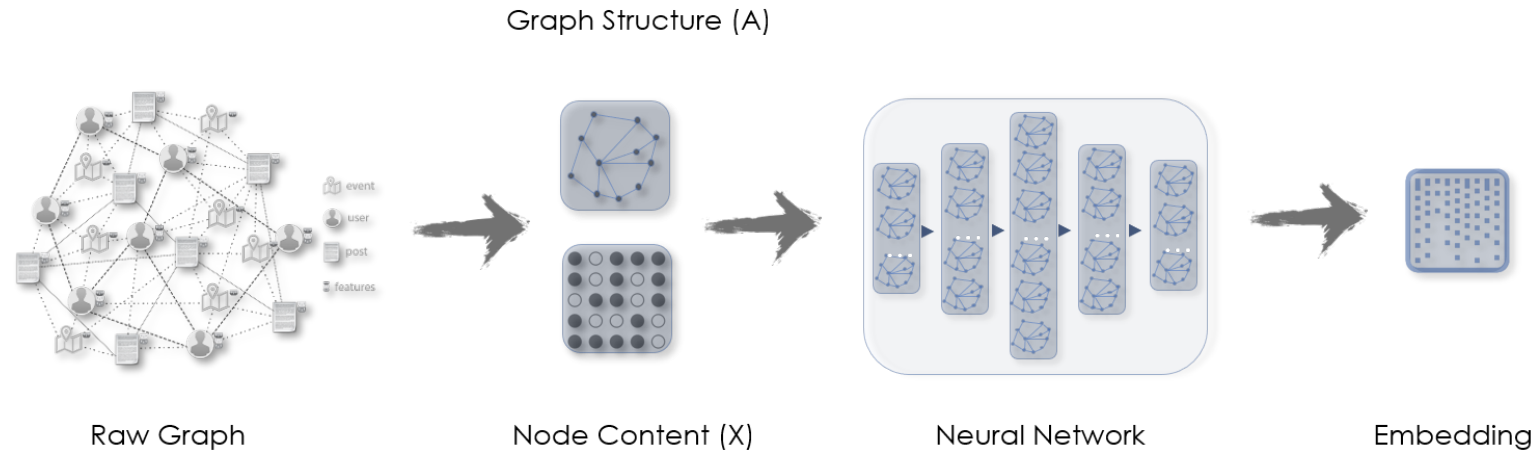 Graph Structure (A)
event
user
post
features
Raw Graph
Node Content (X)
Neural Network
Embedding